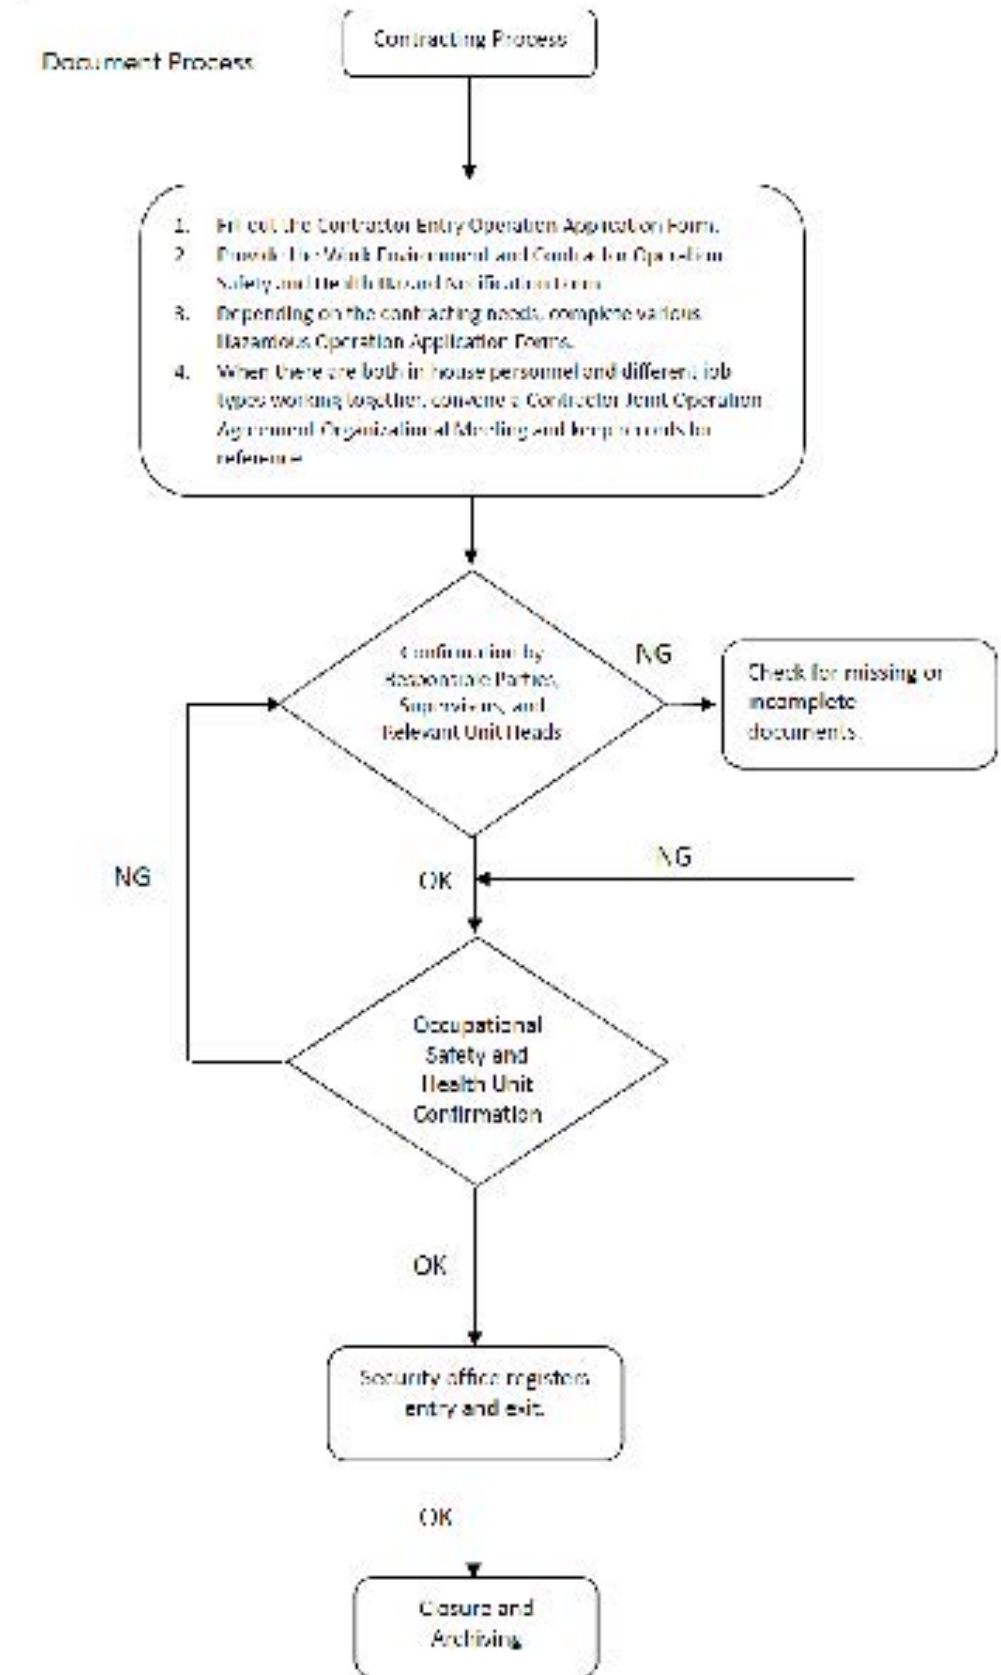 Contracting Process
Document Process
1. Fill out the Contractor Entry Operation Application Form.
2. Provide the Work Environment and Contractor Operation
Safety and Health Hazard Notification Form
3. Depending on the contracting needs, complete various
Hazardous Operation Application Forms.
4. When there are both in house personnel and different job
types working together, convene a Contractor Joint Operation
Agreement Organizational Meeting and keep records for
reference
Confirmation by
Responsible Parties,
Supervisors, and
Relevant Unit Heads
NG
Check for missing or
incomplete
documents.
NG
OK
NG
Occupational
Safety and
Health Unit
Confirmation
OK
Security office registers
entry and exit.
OK
Closure and
Archiving